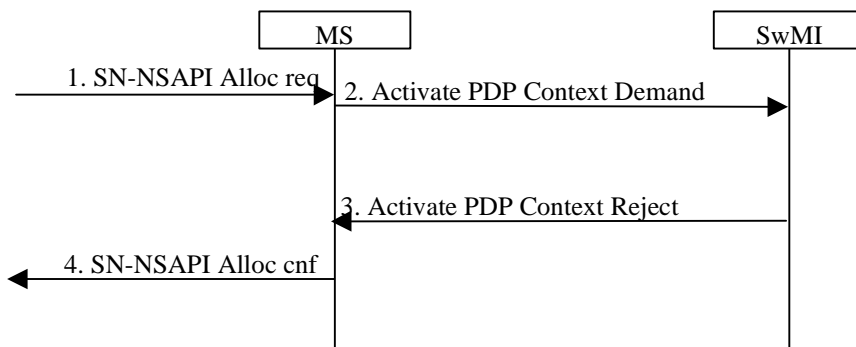 MS
SwMI
1. SN-NSAPI Alloc req
2. Activate PDP Context Demand
3. Activate PDP Context Reject
4. SN-NSAPI Alloc cnf